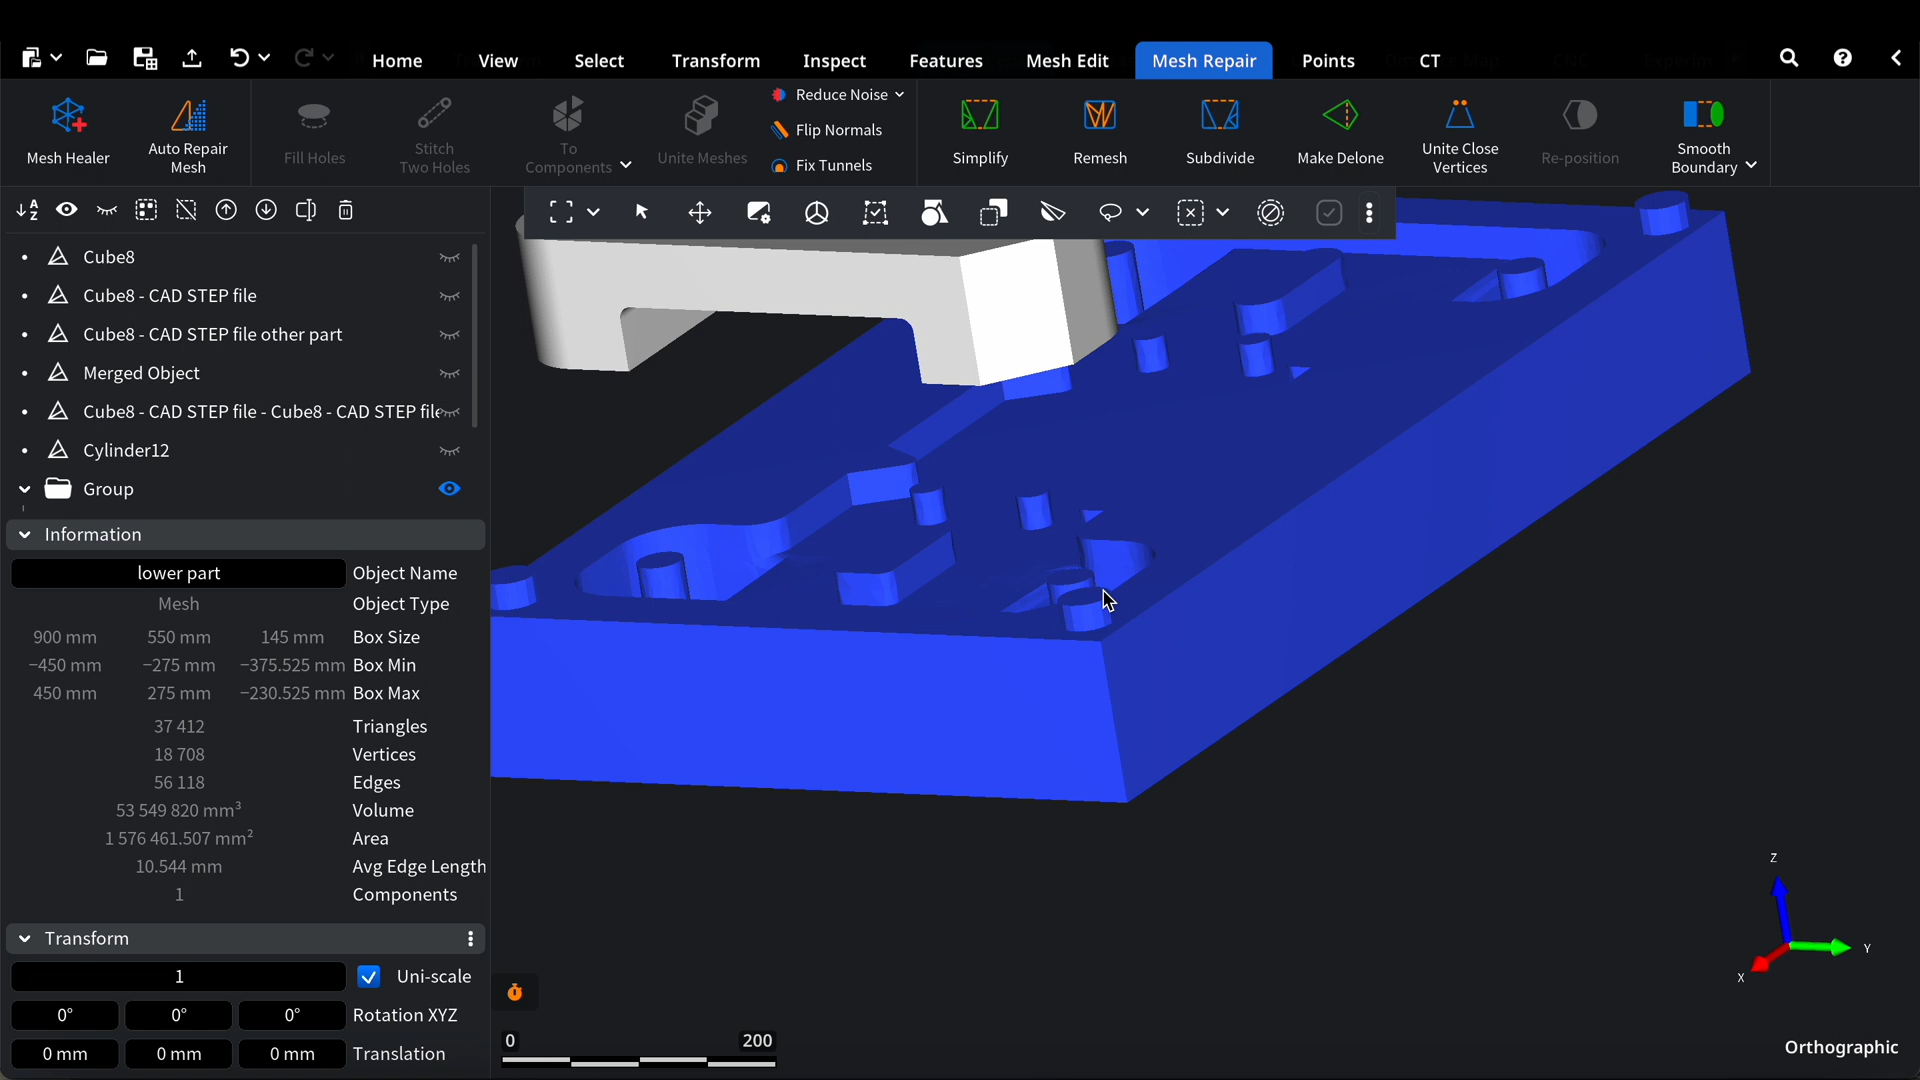 Home View Select Transform Inspect Features Mesh Edit Mesh Repair Points CT
Mesh Healer
Auto Repair
Mesh
Fill Holes
Stitch
Two Holes
To
Components
Unite Meshes
Reduce Noise
Flip Normals
Fix Tunnels
Simplify
Remesh
Subdivide
Make Delone
Unite Close
Vertices
Re-position
Smooth
Boundary
Cube8
Cube8 - CAD STEP file
Cube8 - CAD STEP file other part
Merged Object
Cube8 - CAD STEP file - Cube8 - CAD STEP file
Cylinder12
Group
Information
lower part Object Name
Mesh Object Type
900 mm 550 mm 145 mm Box Size
−450 mm −275 mm −375.525 mm Box Min
450 mm 275 mm −230.525 mm Box Max
37 412 Triangles
18 708 Vertices
56 118 Edges
53 549 820 mm³ Volume
1 576 461.507 mm² Area
10.544 mm Avg Edge Length
1 Components
Transform
1 Uni-scale
0° 0° 0° Rotation XYZ
0 mm 0 mm 0 mm Translation
0 200
Z
Y
X
Orthographic